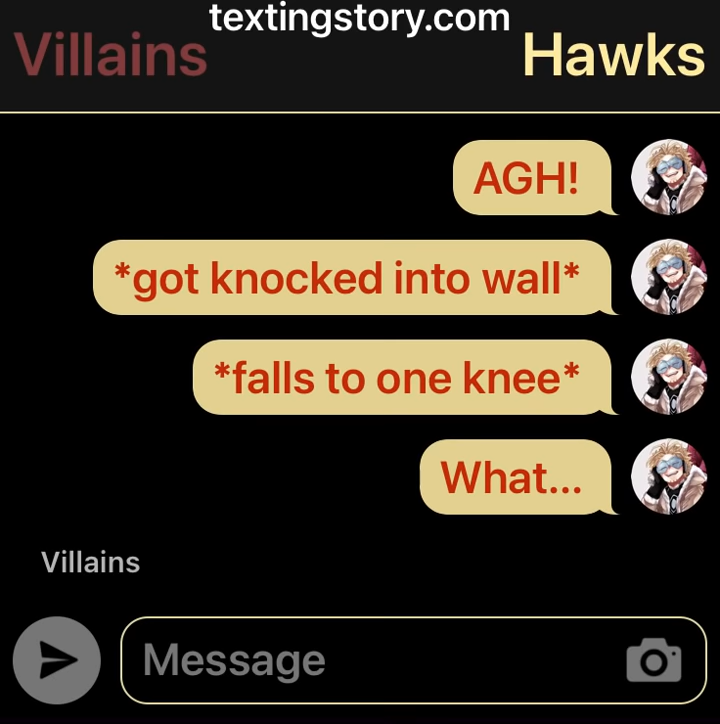 textingstory.com
Villains
Hawks
AGH!
*got knocked into wall*
*falls to one knee*
What...
Villains
Message